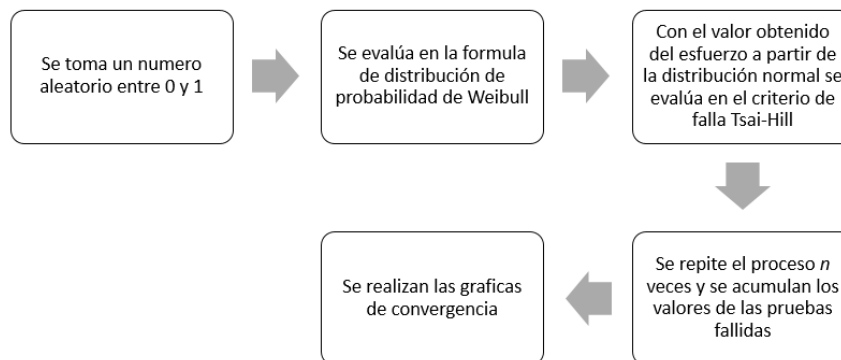 Se toma un numero
aleatorio entre 0 y 1
Se evalúa en la formula
de distribución de
probabilidad de Weibull
Con el valor obtenido
del esfuerzo a partir de
la distribución normal se
evalúa en el criterio de
falla Tsai-Hill
Se repite el proceso n
veces y se acumulan los
valores de las pruebas
fallidas
Se realizan las graficas
de convergencia